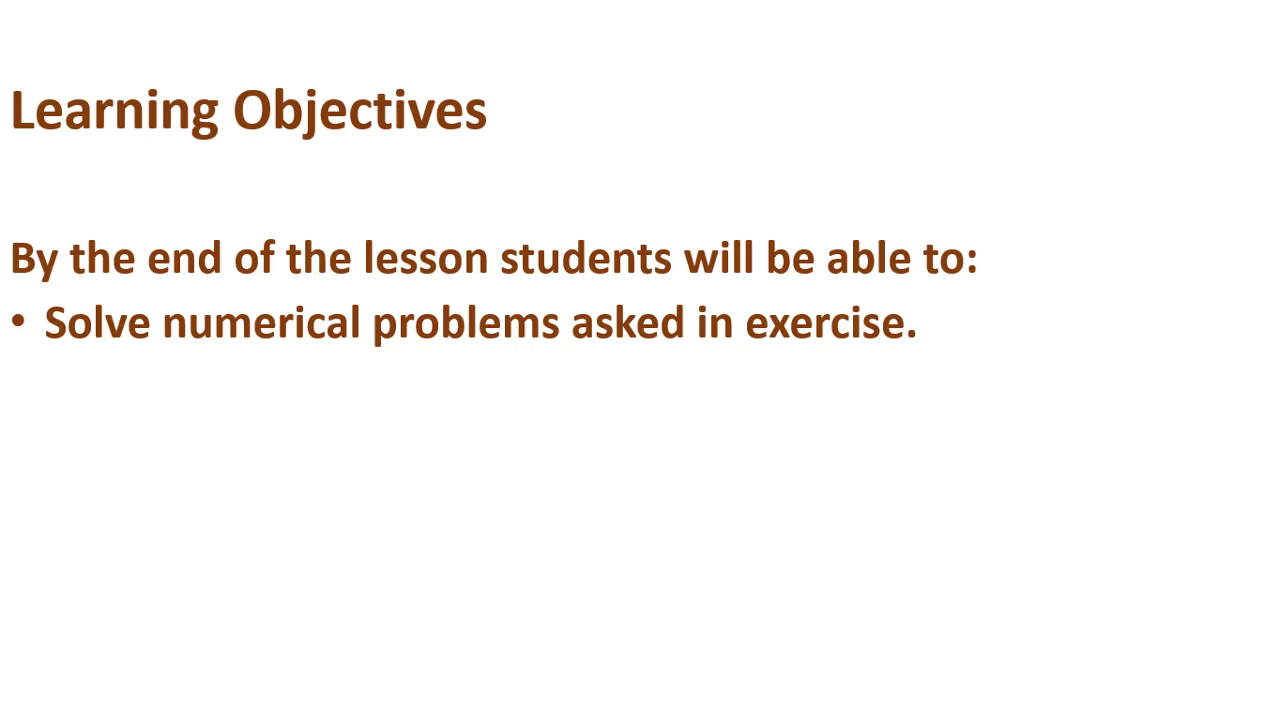 Learning Objectives
By the end of the lesson students will be able to:
• Solve numerical problems asked in exercise.